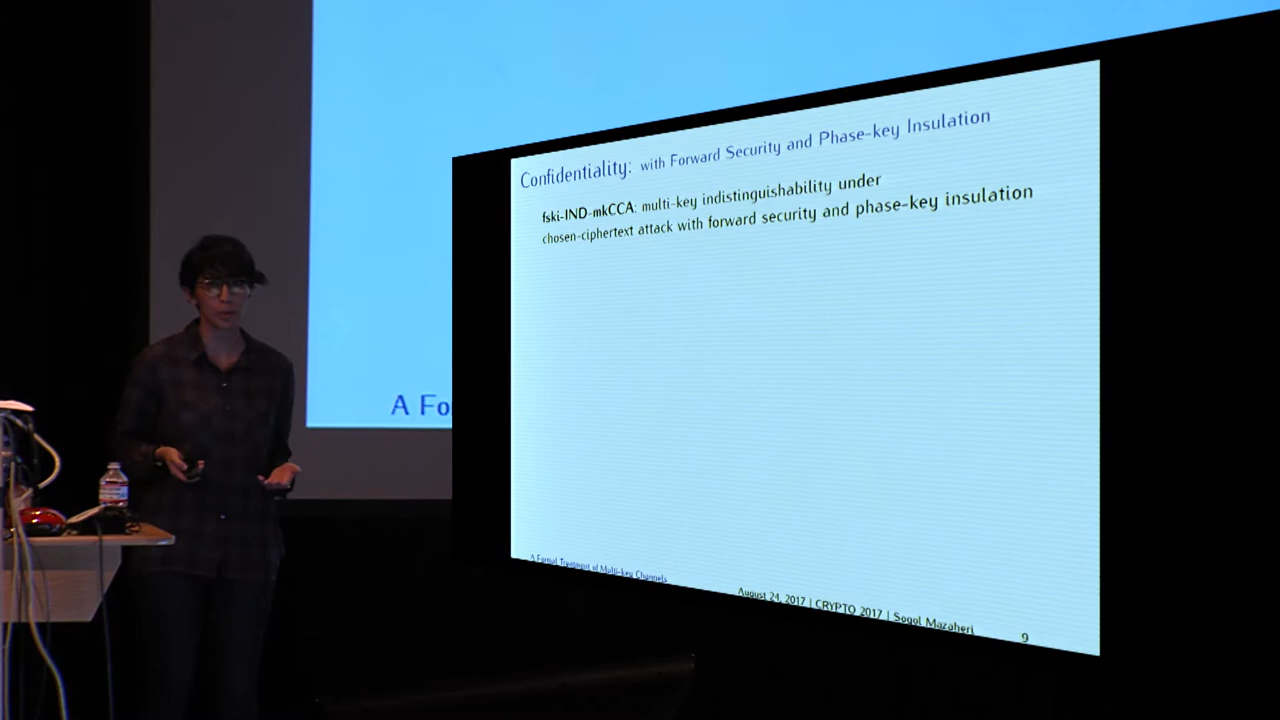 Confidentiality: with Forward Security and Phase-key Insulation
fski-IND-mkCCA: multi-key indistinguishability under
chosen-ciphertext attack with forward security and phase-key insulation
A Fo
A Formal Treatment of Multi-key Channels
August 24, 2017 | CRYPTO 2017 | Sogol Mazaheri
9